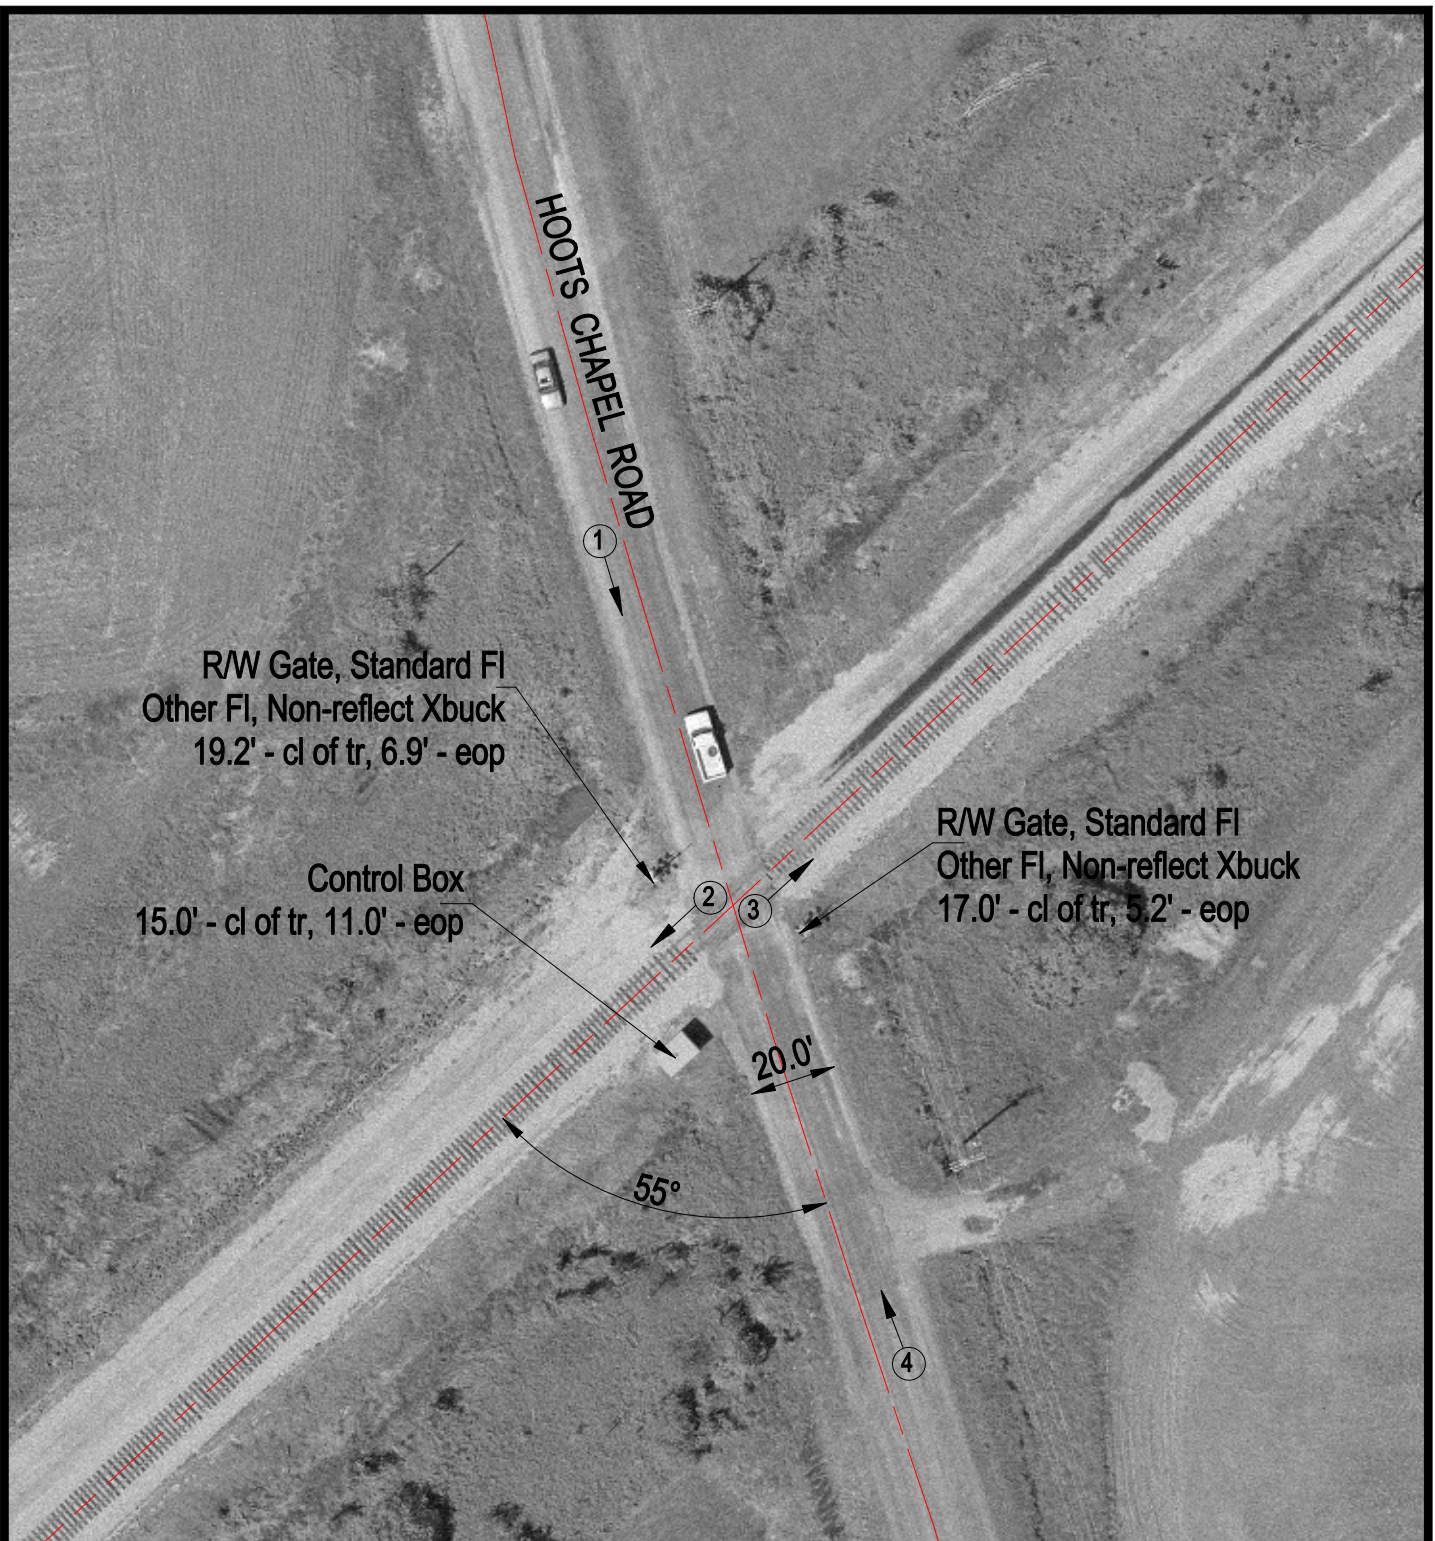 HOOTS CHAPEL ROAD
1
R/W Gate, Standard Fl
Other Fl, Non-reflect Xbuck
19.2' - cl of tr, 6.9' - eop
R/W Gate, Standard Fl
Other Fl, Non-reflect Xbuck
17.0' - cl of tr, 5.2' - eop
Control Box
15.0' - cl of tr, 11.0' - eop
2
3
20.0'
55°
4